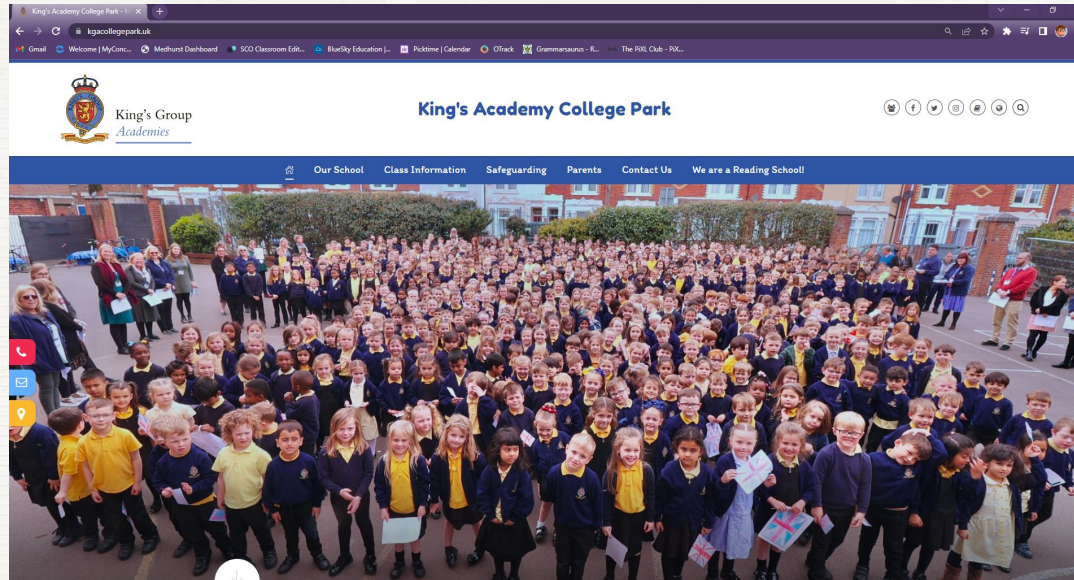 King's Academy College Park - H
kgacollegepark.uk
Gmail
Welcome | MyConc...
Medhurst Dashboard
SCO Classroom Edit...
BlueSky Education |...
Picktime | Calendar
OTrack
Grammarsaurus - R...
The PiXL Club - PiX...
King's Group
Academies
King's Academy College Park
Our School
Class Information
Safeguarding
Parents
Contact Us
We are a Reading School!